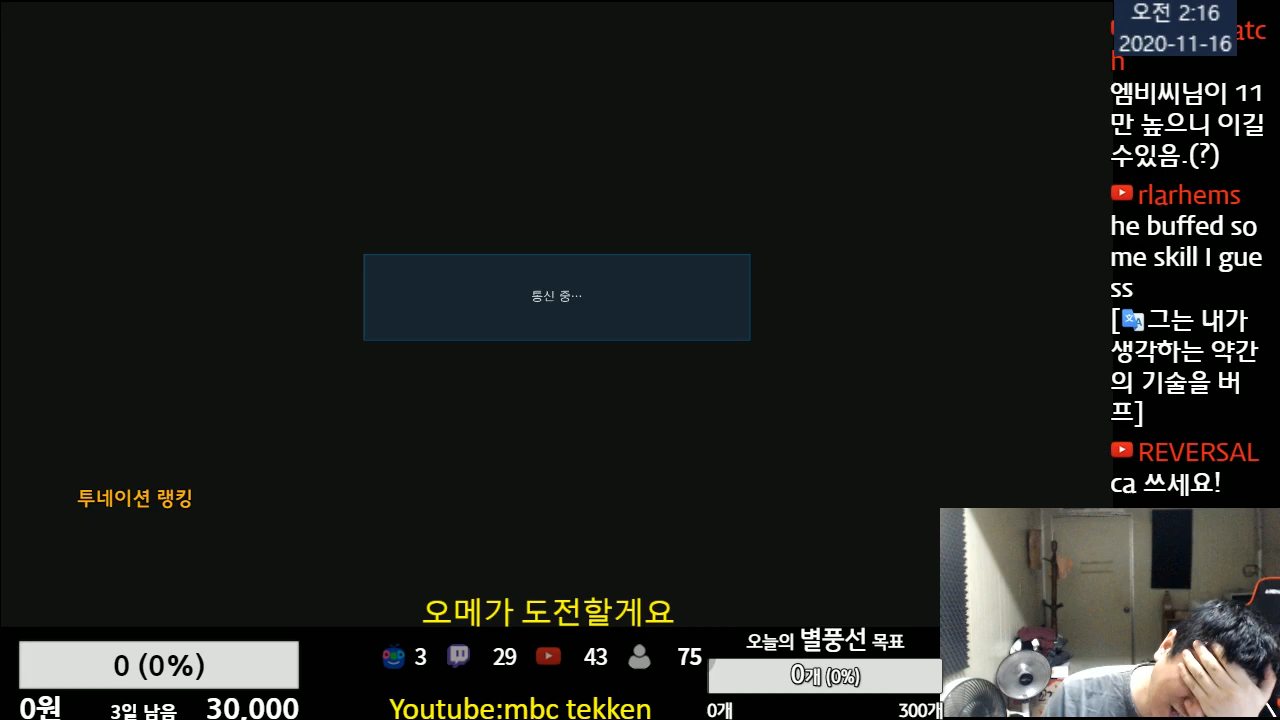 오전 2:16
2020-11-16
atc
h
엠비씨님이 11
만 높으니 이길
수있음.(?)
rlarhems
he buffed so
me skill I gue
ss
[그는 내가
생각하는 약간
의 기술을 버
프]
REVERSAL
ca 쓰세요!
통신 중…
투네이션 랭킹
오메가 도전할게요
0 (0%)
0원 3일 남음 30,000
3 29 43 75
Youtube:mbc tekken
오늘의 별풍선 목표
0개 (0%)
0개 300개